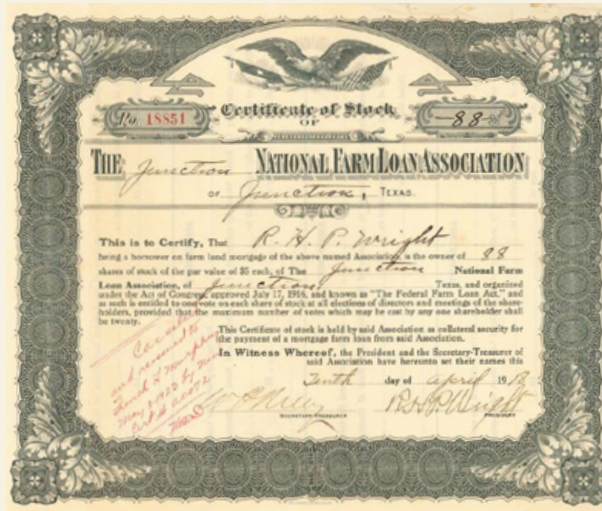 No. 18851
Certificate of Stock
OF
-88-
THE Junction NATIONAL FARM LOAN ASSOCIATION
OF Junction, TEXAS.
This is to Certify, That R. H. P. Wright
being a borrower on farm land mortgage of the above named Association is the owner of 88
shares of stock of the par value of $5 each, of The Junction National Farm
Loan Association, of Junction Texas, and organized
under the Act of Congress approved July 17, 1916, and known as "The Federal Farm Loan Act," and
as such is entitled to one vote on each share of stock at all elections of directors and meetings of the share-
holders, provided that the maximum number of votes which may be cast by any one shareholder shall
be twenty.
This Certificate of stock is held by said Association as collateral security for
the payment of a mortgage farm loan from said Association.
In Witness Whereof, the President and the Secretary-Treasurer of
said Association have hereunto set their names this
Tenth day of April 1918
R. H. P. Wright
SECRETARY-TREASURER
PRESIDENT
and reissued to